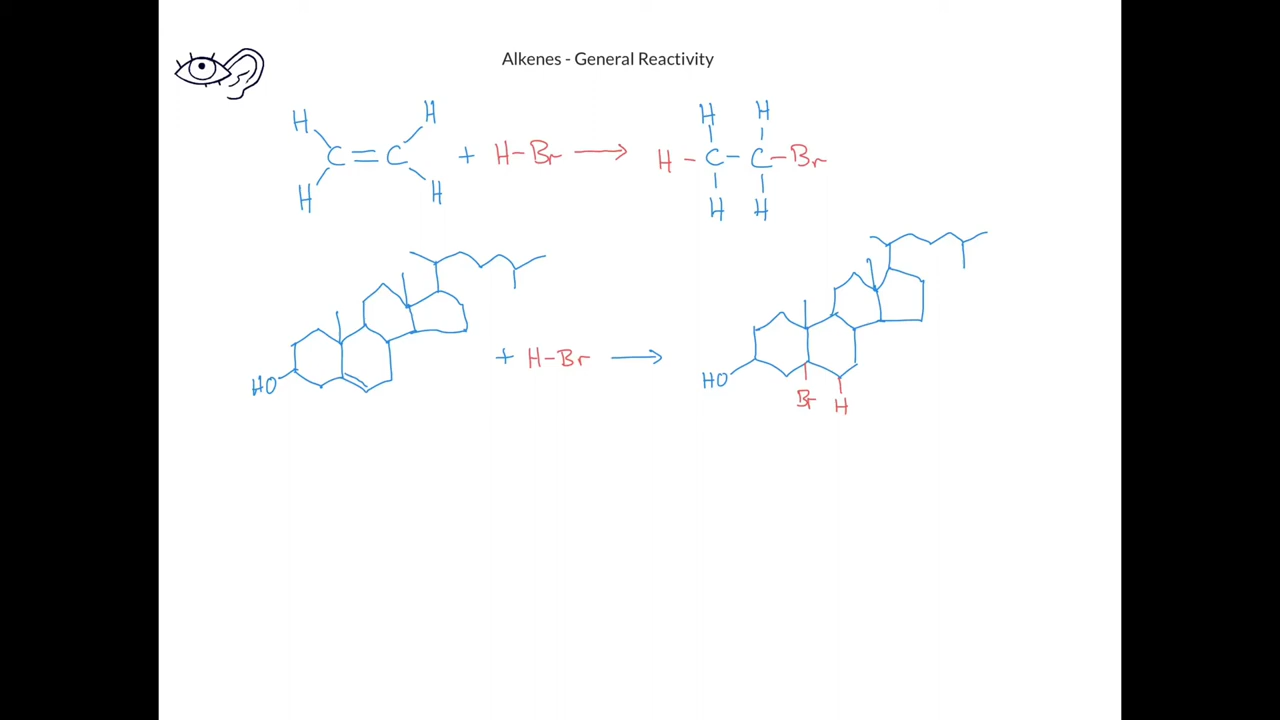 Alkenes - General Reactivity
H H H H
C = C + H-Br → H - C - C - Br
H H H H
HO + H-Br → HO
Br H